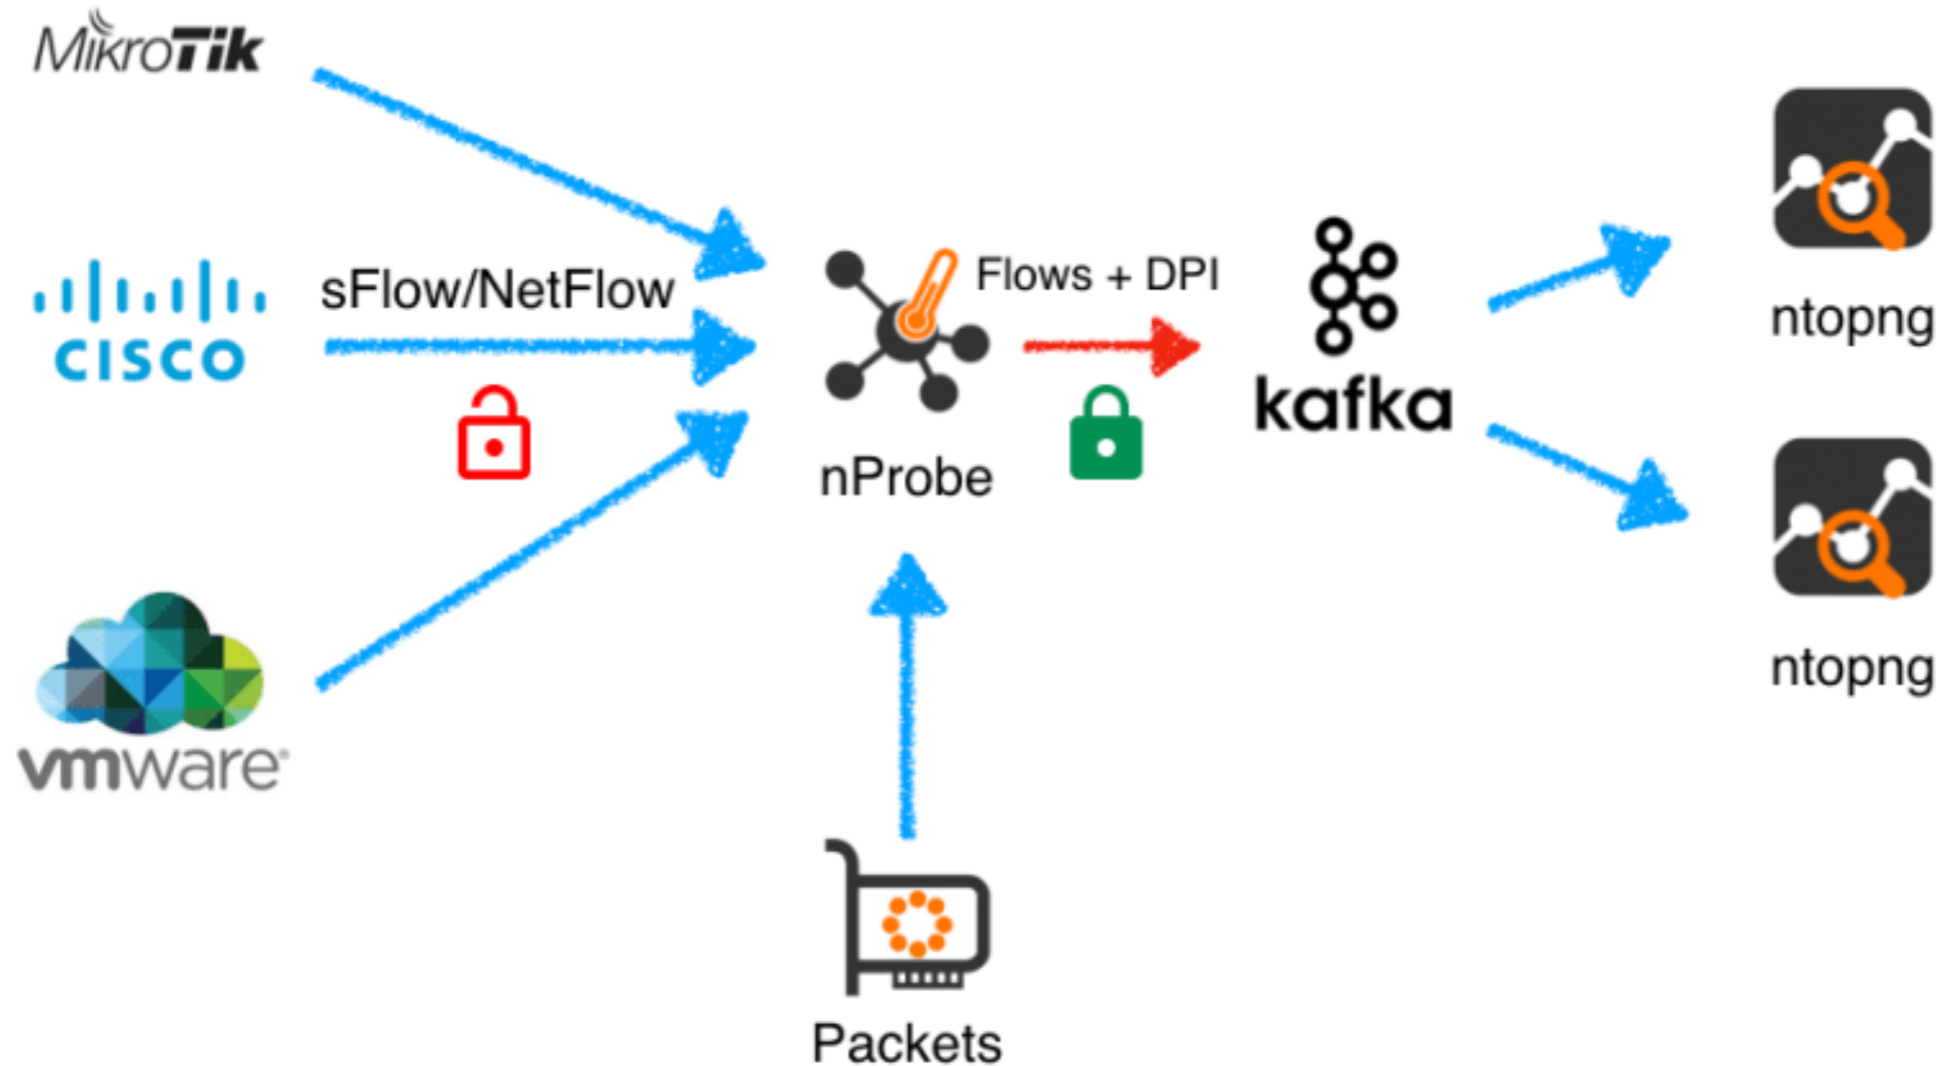 MikroTik
CISCO
sFlow/NetFlow
vmware®
nProbe
Flows + DPI
kafka
ntopng
ntopng
Packets